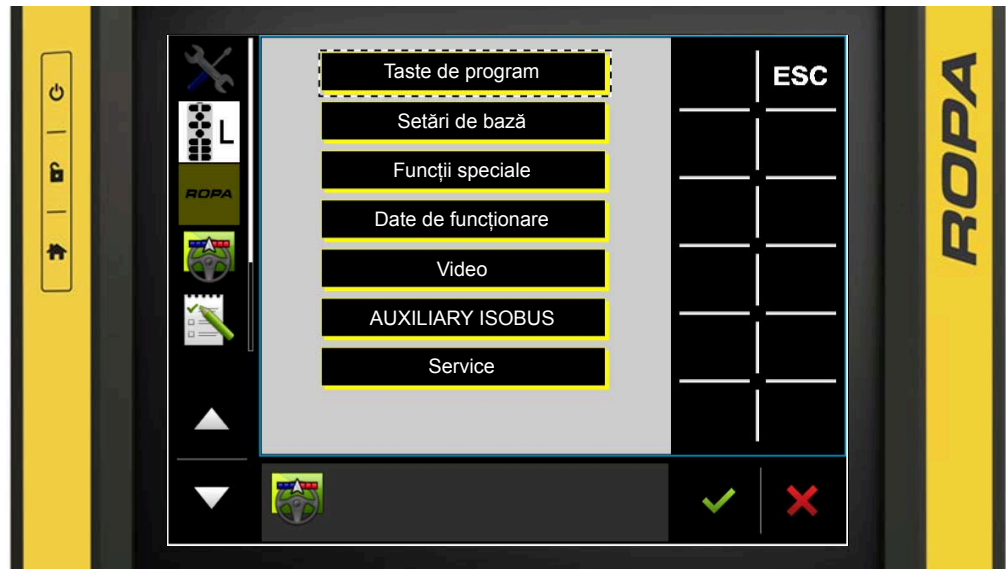 Taste de program
ESC
Setări de bază
L
Funcții speciale
ROPA
Date de funcționare
Video
AUXILIARY ISOBUS
Service
ROPA